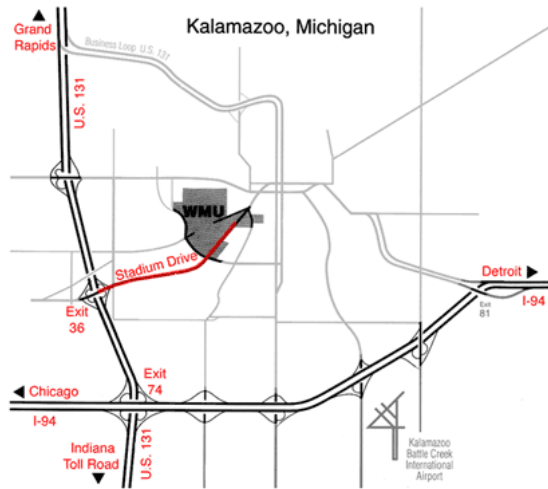 Kalamazoo, Michigan
Grand
Rapids
Business Loop U.S. 131
U.S. 131
WMU
Stadium Drive
Detroit
I-94
Exit
81
Exit
36
Exit
74
Chicago
I-94
Indiana
Toll Road
U.S. 131
Kalamazoo
Battle Creek
International
Airport